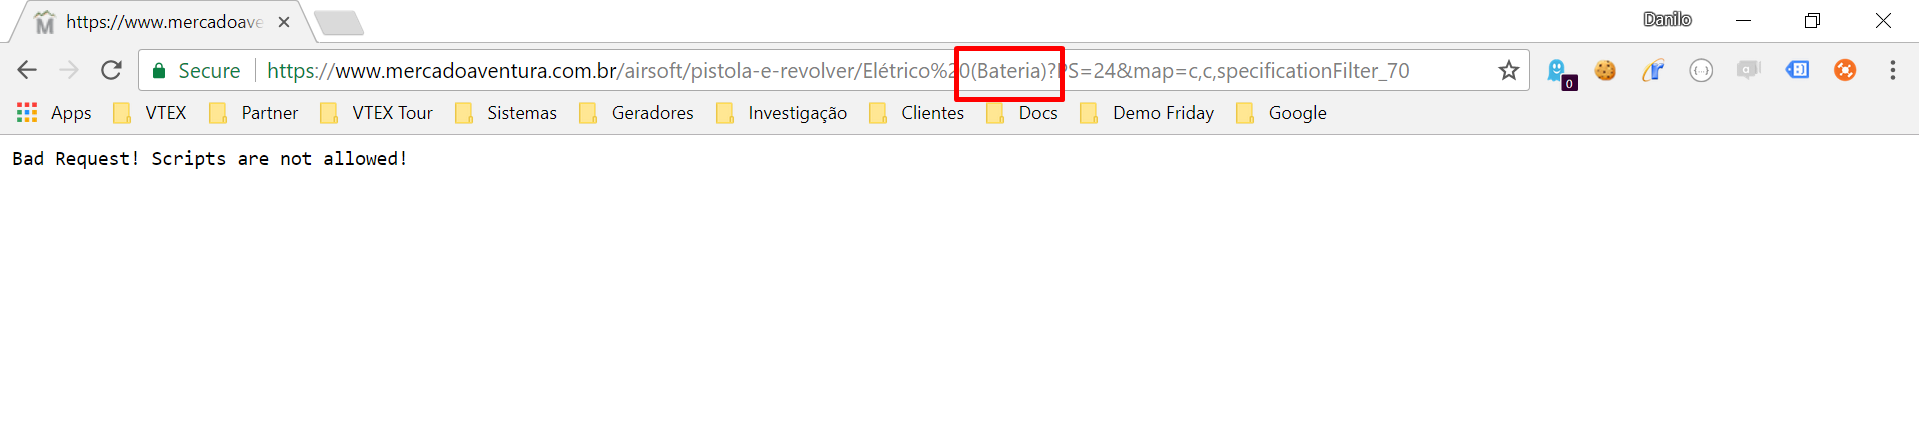 https://www.mercadoave
Danilo
Secure https://www.mercadoaventura.com.br/airsoft/pistola-e-revolver/Elétrico%20(Bateria)?PS=24&map=c,c,specificationFilter_70
0
Apps VTEX Partner VTEX Tour Sistemas Geradores Investigação Clientes Docs Demo Friday Google
Bad Request! Scripts are not allowed!